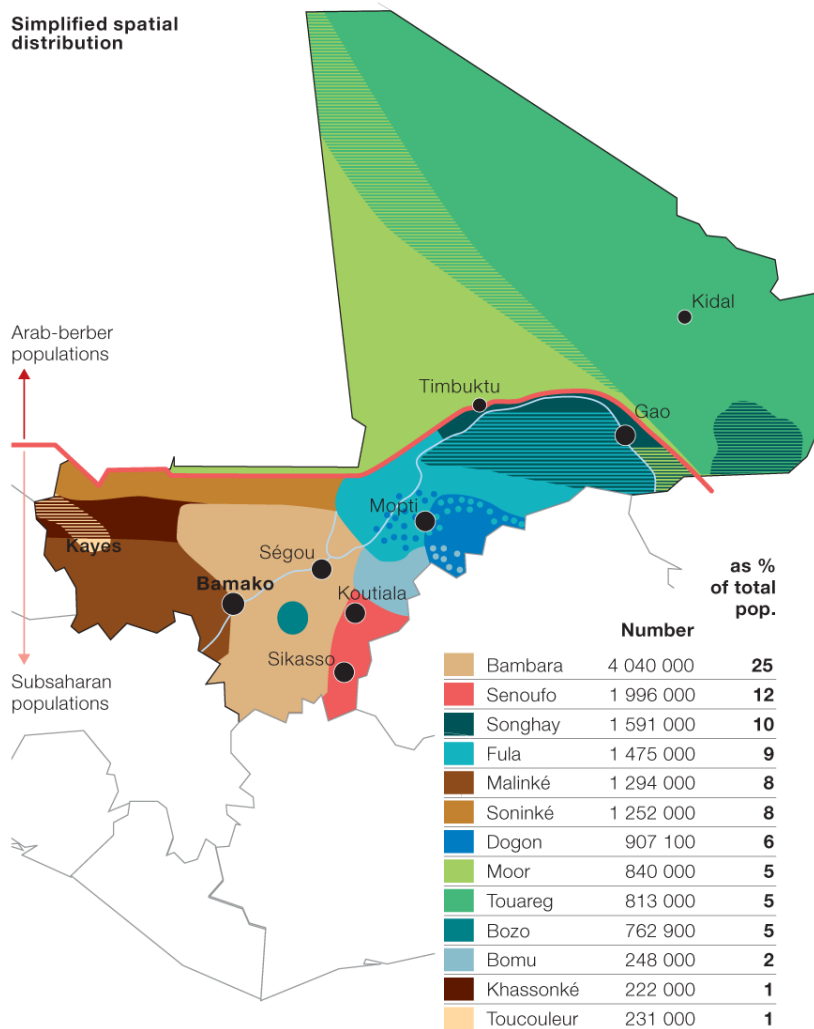 Simplified spatial
distribution
Kidal
Arab-berber
populations
Timbuktu
Gao
Mopti
Kayes
Ségou
Bamako
Koutiala
Sikasso
Subsaharan
populations
as %
of total
pop.
Number
Bambara 4 040 000 25
Senoufo 1 996 000 12
Songhay 1 591 000 10
Fula 1 475 000 9
Malinké 1 294 000 8
Soninké 1 252 000 8
Dogon 907 100 6
Moor 840 000 5
Touareg 813 000 5
Bozo 762 900 5
Bomu 248 000 2
Khassonké 222 000 1
Toucouleur 231 000 1